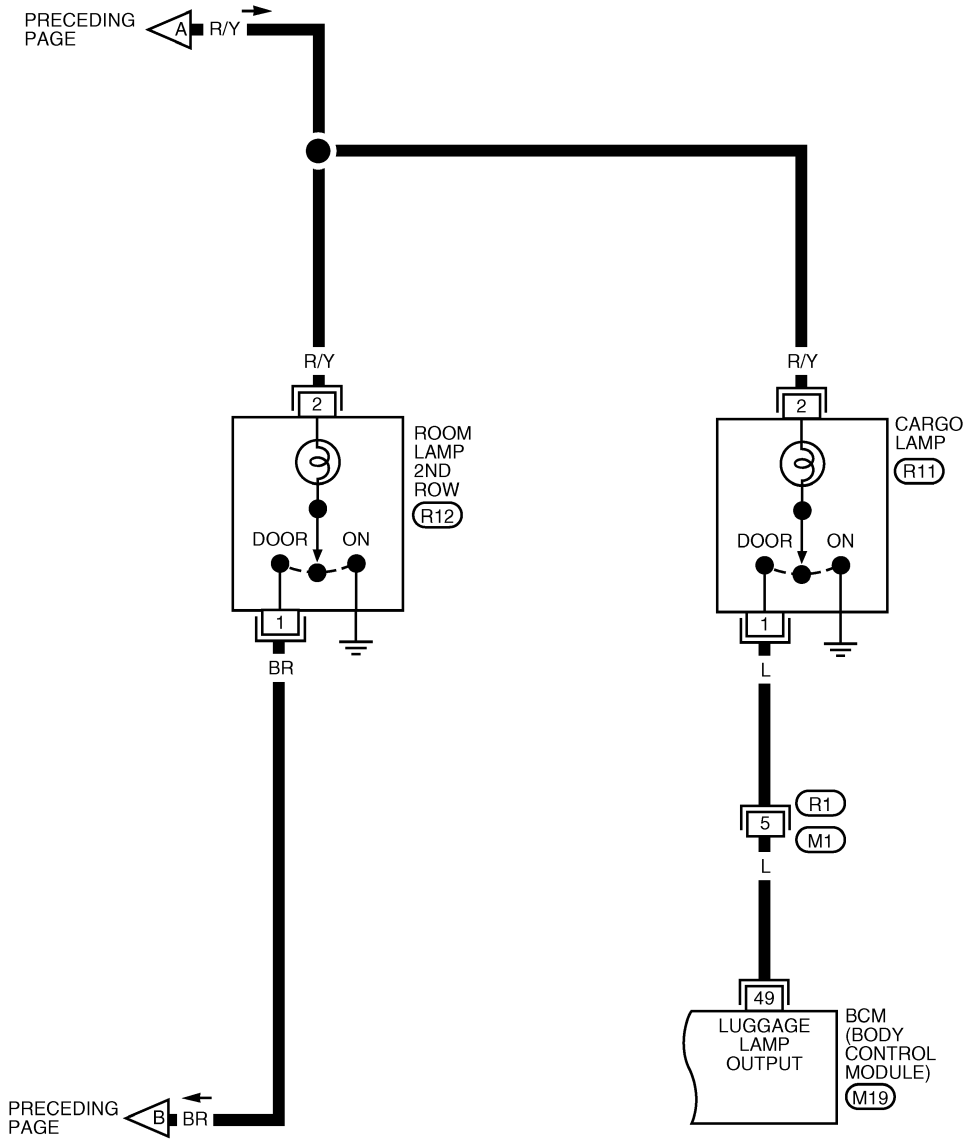 PRECEDING
PAGE
A
R/Y
R/Y
R/Y
2
2
ROOM
LAMP
2ND
ROW
R12
CARGO
LAMP
R11
DOOR
ON
DOOR
ON
1
1
BR
L
5
R1
M1
L
49
LUGGAGE
LAMP
OUTPUT
BCM
(BODY
CONTROL
MODULE)
M19
PRECEDING
PAGE
B
BR